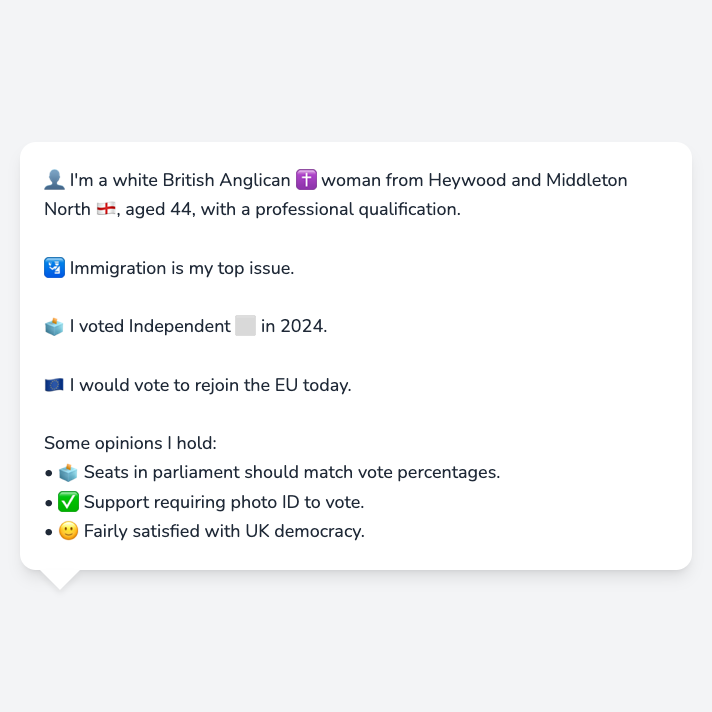 👤 I'm a white British Anglican ✝️ woman from Heywood and Middleton
North 🏴󠁧󠁢󠁥󠁮󠁧󠁿, aged 44, with a professional qualification.
🛂 Immigration is my top issue.
🗳️ I voted Independent ⬜ in 2024.
🇪🇺 I would vote to rejoin the EU today.
Some opinions I hold:
• 🗳️ Seats in parliament should match vote percentages.
• ✅ Support requiring photo ID to vote.
• 🙂 Fairly satisfied with UK democracy.